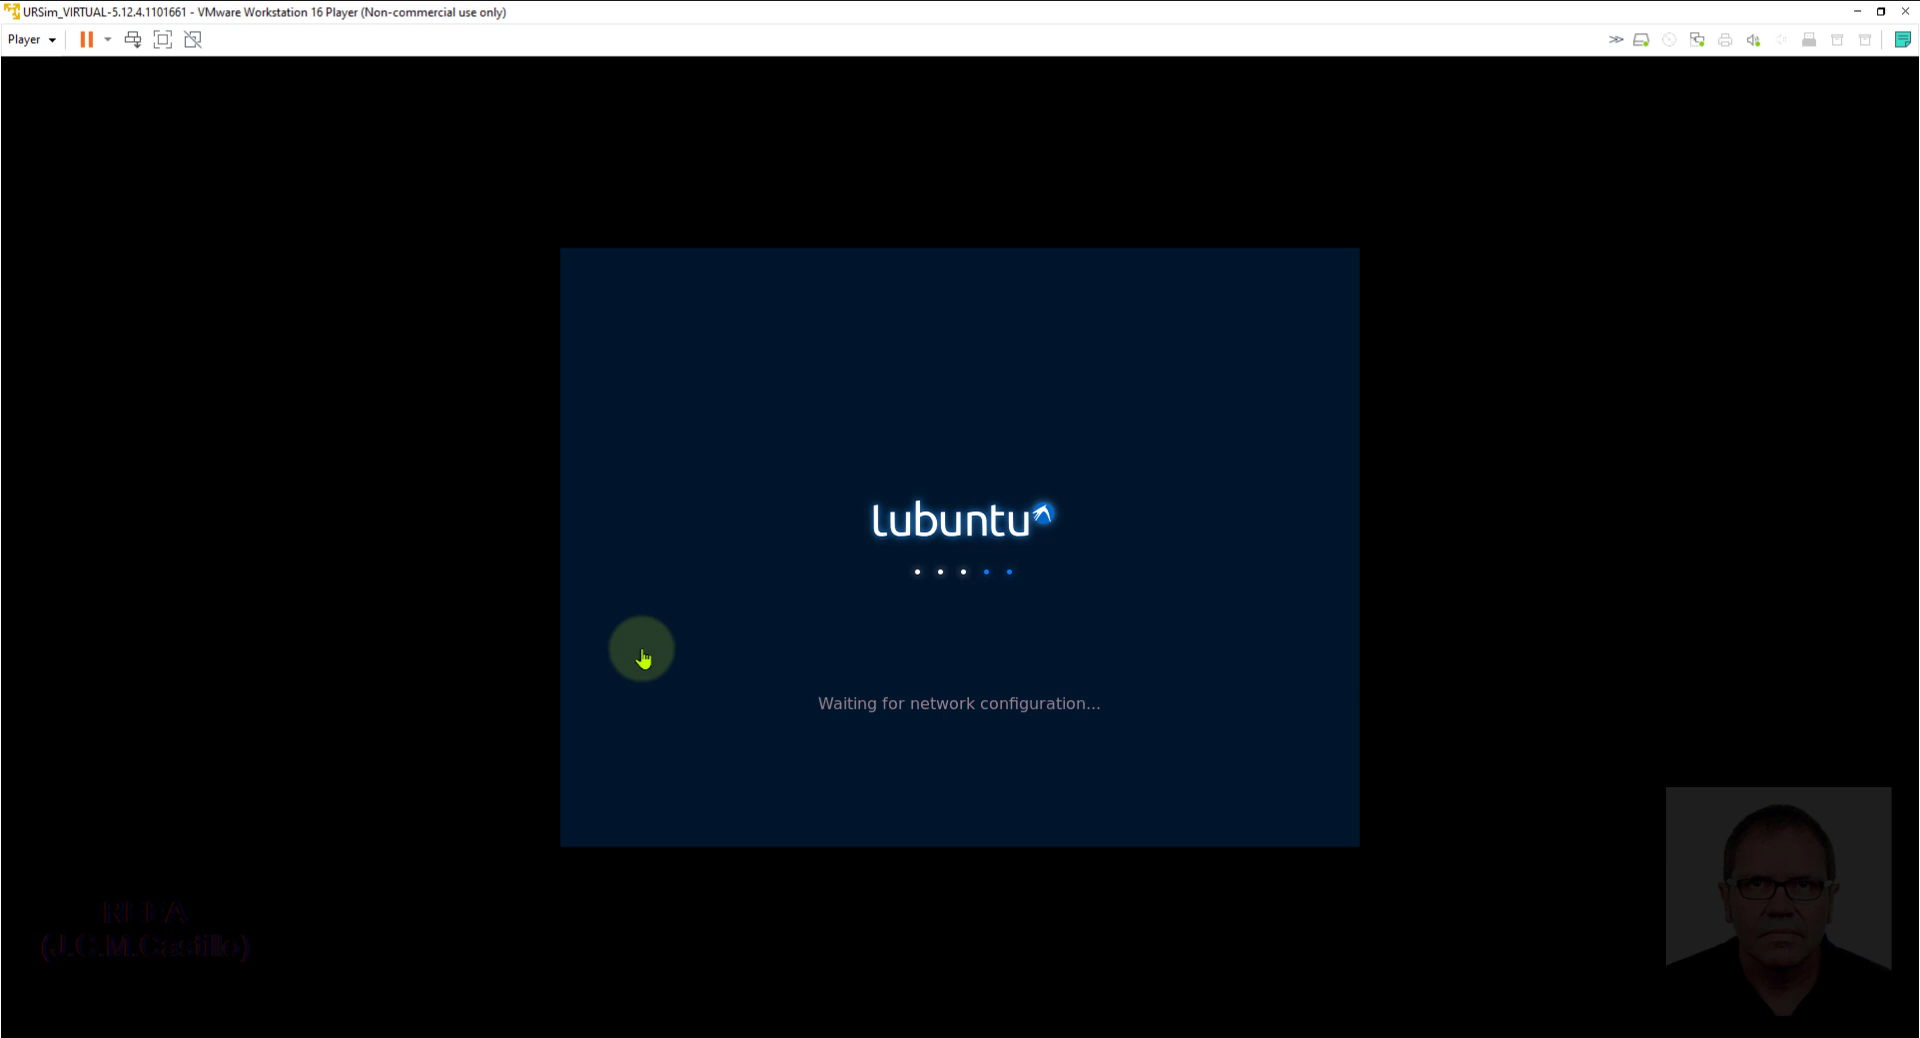 URSim_VIRTUAL-5.12.4.1101661 - VMware Workstation 16 Player (Non-commercial use only)
Player
lubuntu
Waiting for network configuration...
(J.C.M.Castillo)